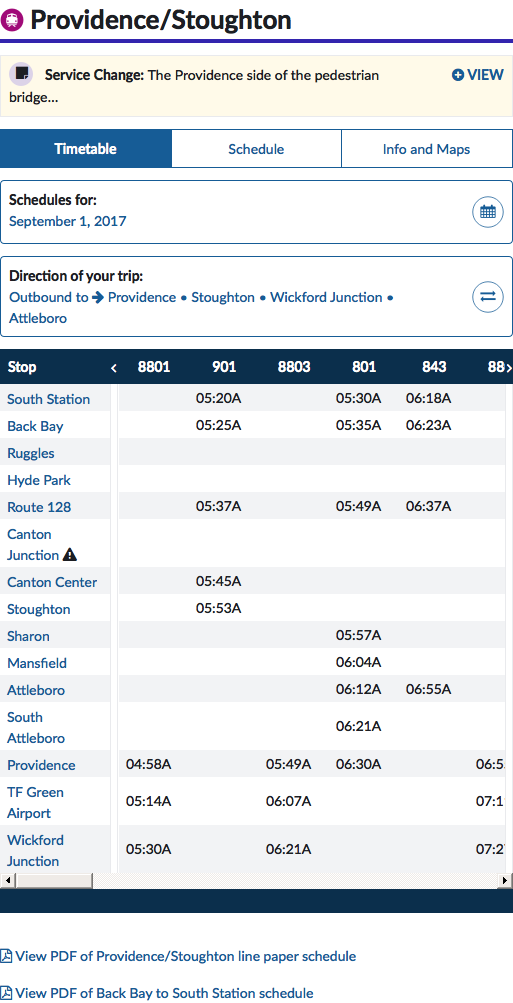 Providence/Stoughton
Service Change: The Providence side of the pedestrian
bridge...
VIEW
Timetable Schedule Info and Maps
Schedules for:
September 1, 2017
Direction of your trip:
Outbound to Providence • Stoughton • Wickford Junction •
Attleboro
Stop 8801 901 8803 801 843 88
South Station 05:20A 05:30A 06:18A
Back Bay 05:25A 05:35A 06:23A
Ruggles
Hyde Park
Route 128 05:37A 05:49A 06:37A
Canton
Junction
Canton Center 05:45A
Stoughton 05:53A
Sharon 05:57A
Mansfield 06:04A
Attleboro 06:12A 06:55A
South
Attleboro 06:21A
Providence 04:58A 05:49A 06:30A 06:5
TF Green
Airport 05:14A 06:07A 07:1
Wickford
Junction 05:30A 06:21A 07:2
View PDF of Providence/Stoughton line paper schedule
View PDF of Back Bay to South Station schedule